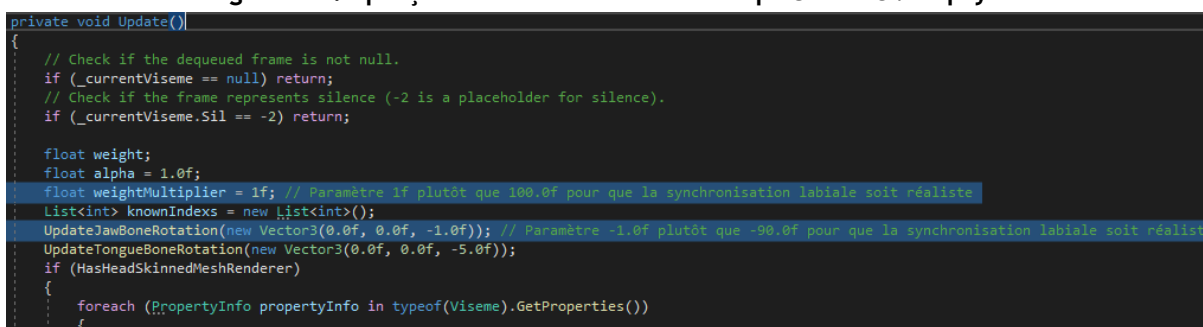 private void Update()
{
// Check if the dequeued frame is not null.
if (_currentViseme == null) return;
// Check if the frame represents silence (-2 is a placeholder for silence).
if (_currentViseme.Sil == -2) return;
float weight;
float alpha = 1.0f;
float weightMultiplier = 1f; // Paramètre 1f plutôt que 100.0f pour que la synchronisation labiale soit réaliste
List<int> knownIndexs = new List<int>();
UpdateJawBoneRotation(new Vector3(0.0f, 0.0f, -1.0f)); // Paramètre -1.0f plutôt que -90.0f pour que la synchronisation labiale soit réalist
UpdateTongueBoneRotation(new Vector3(0.0f, 0.0f, -5.0f));
if (HasHeadSkinnedMeshRenderer)
{
foreach (PropertyInfo propertyInfo in typeof(Viseme).GetProperties())
{